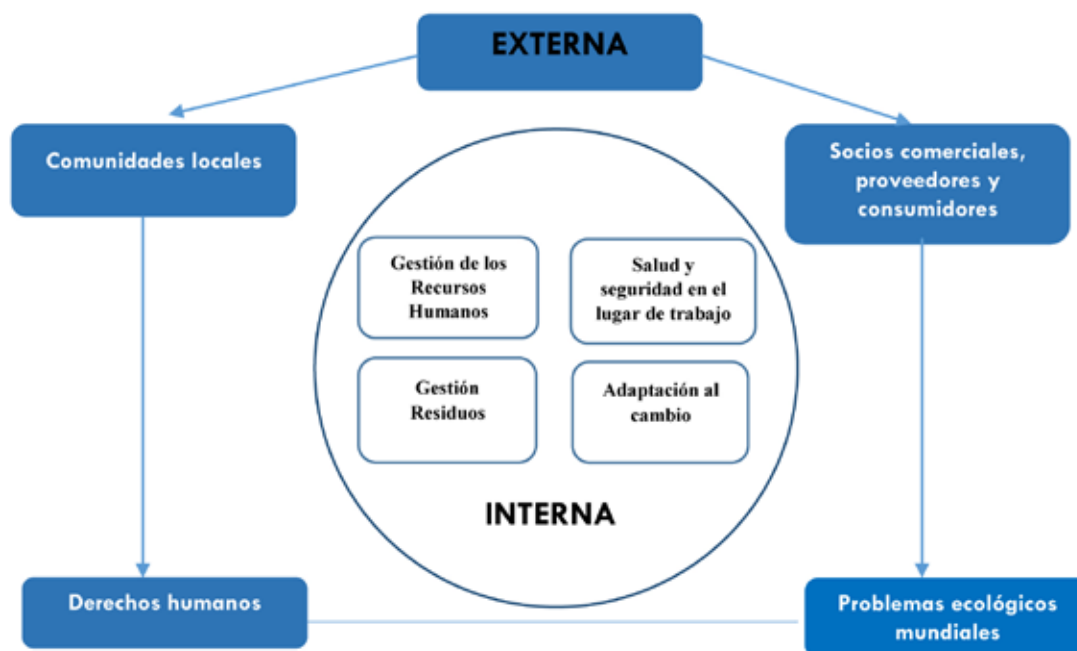 EXTERNA
Comunidades locales
Socios comerciales,
proveedores y
consumidores
Gestión de los
Recursos
Humanos
Salud y
seguridad en el
lugar de trabajo
Gestión
Residuos
Adaptación al
cambio
INTERNA
Derechos humanos
Problemas ecológicos
mundiales